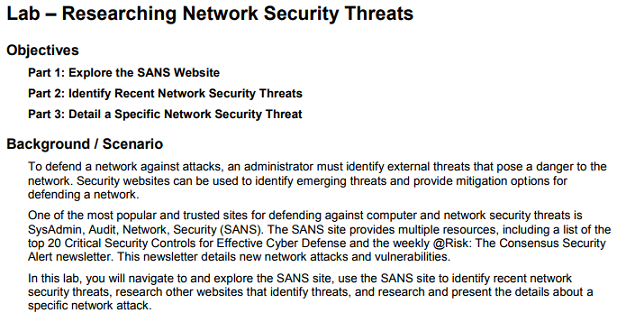 Lab – Researching Network Security Threats
Objectives
Part 1: Explore the SANS Website
Part 2: Identify Recent Network Security Threats
Part 3: Detail a Specific Network Security Threat
Background / Scenario
To defend a network against attacks, an administrator must identify external threats that pose a danger to the
network. Security websites can be used to identify emerging threats and provide mitigation options for
defending a network.
One of the most popular and trusted sites for defending against computer and network security threats is
SysAdmin, Audit, Network, Security (SANS). The SANS site provides multiple resources, including a list of the
top 20 Critical Security Controls for Effective Cyber Defense and the weekly @Risk: The Consensus Security
Alert newsletter. This newsletter details new network attacks and vulnerabilities.
In this lab, you will navigate to and explore the SANS site, use the SANS site to identify recent network
security threats, research other websites that identify threats, and research and present the details about a
specific network attack.